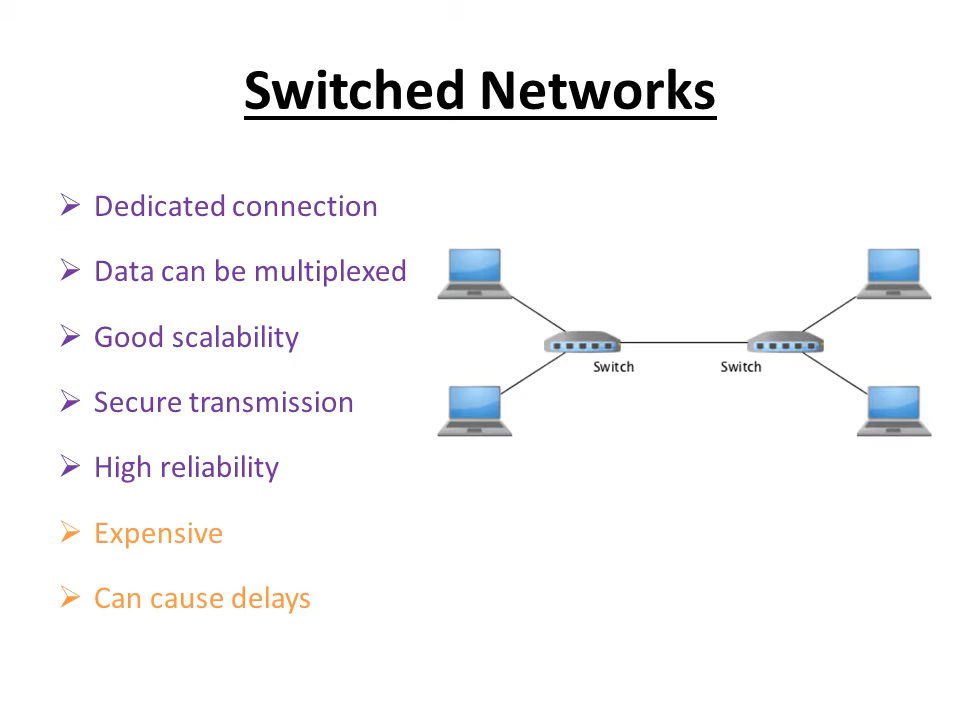 Switched Networks
Dedicated connection
Data can be multiplexed
Good scalability
Secure transmission
High reliability
Expensive
Can cause delays
Switch
Switch